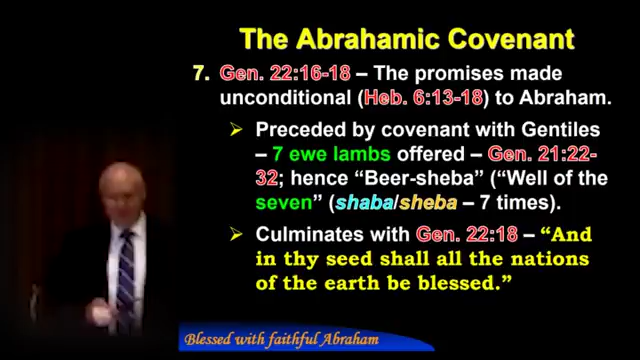 The Abrahamic Covenant
7. Gen. 22:16-18 – The promises made
unconditional (Heb. 6:13-18) to Abraham.
➢ Preceded by covenant with Gentiles
– 7 ewe lambs offered – Gen. 21:22-
32; hence “Beer-sheba” (“Well of the
seven” (shaba/sheba – 7 times).
➢ Culminates with Gen. 22:18 – “And
in thy seed shall all the nations
of the earth be blessed.”
Blessed with faithful Abraham